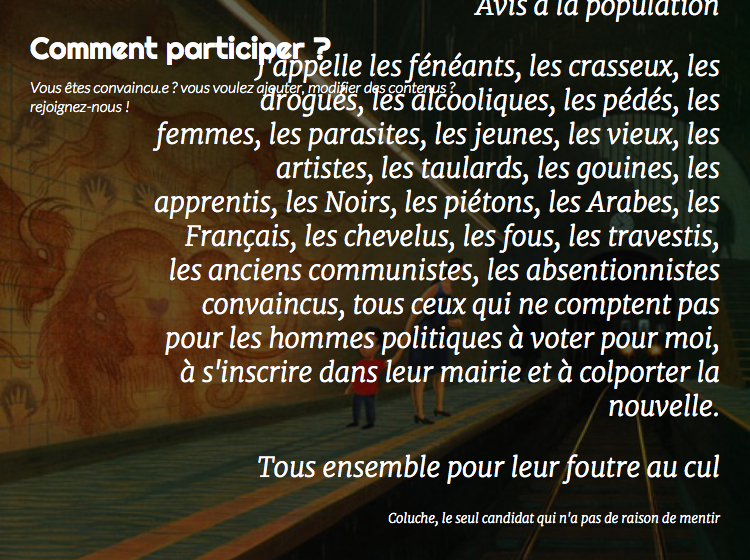 Avis à la population
Comment participer ?
Vous êtes convaincu.e ? vous voulez ajouter, modifier des contenus ?
rejoignez-nous !
J'appelle les fénéants, les crasseux, les
drogués, les alcooliques, les pédés, les
femmes, les parasites, les jeunes, les vieux, les
artistes, les taulards, les gouines, les
apprentis, les Noirs, les piétons, les Arabes, les
Français, les chevelus, les fous, les travestis,
les anciens communistes, les absentionnistes
convaincus, tous ceux qui ne comptent pas
pour les hommes politiques à voter pour moi,
à s'inscrire dans leur mairie et à colporter la
nouvelle.
Tous ensemble pour leur foutre au cul
Coluche, le seul candidat qui n'a pas de raison de mentir